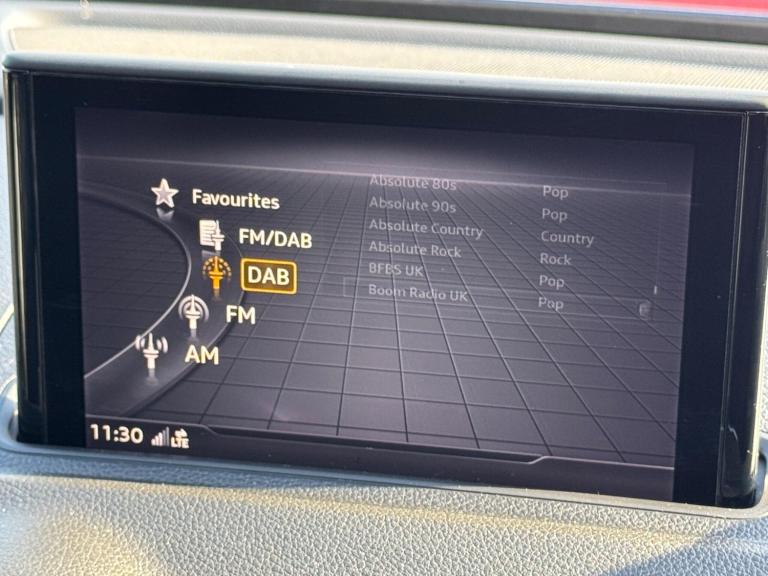 Favourites
FM/DAB
DAB
FM
AM
Absolute 80s Pop
Absolute 90s Pop
Absolute Country Country
Absolute Rock Rock
BFBS UK Pop
Boom Radio UK Pop
11:30 LTE